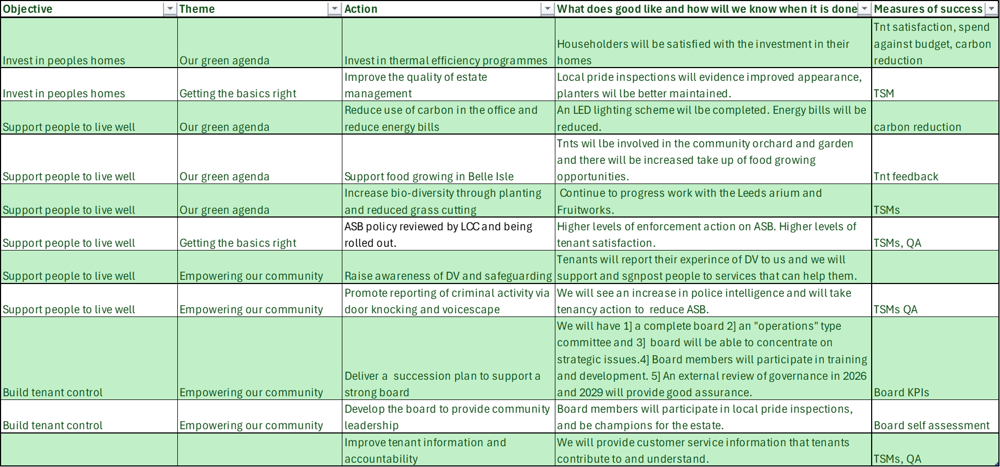 Objective Theme Action What does good like and how will we know when it is done Measures of success
Invest in peoples homes Our green agenda Invest in thermal efficiency programmes Householders will be satisfied with the investment in their
homes Tnt satisfaction, spend
against budget, carbon
reduction
Invest in peoples homes Getting the basics right Improve the quality of estate
management Local pride inspections will evidence improved appearance,
planters wil lbe better maintained. TSM
Support people to live well Our green agenda Reduce use of carbon in the office and
reduce energy bills An LED lighting scheme wil lbe completed. Energy bills will be
reduced. carbon reduction
Support people to live well Our green agenda Support food growing in Belle Isle Tnts wil lbe involved in the community orchard and garden
and there will be increased take up of food growing
opportunities. Tnt feedback
Support people to live well Our green agenda Increase bio-diversity through planting
and reduced grass cutting Continue to progress work with the Leeds arium and
Fruitworks. TSMs
Support people to live well Getting the basics right ASB policy reviewed by LCC and being
rolled out. Higher levels of enforcement action on ASB. Higher levels of
tenant satisfaction. TSMs, QA
Support people to live well Empowering our community Raise awareness of DV and safeguarding Tenants will report their experince of DV to us and we will
support and sgnpost people to services that can help them.
Support people to live well Empowering our community Promote reporting of criminal activity via
door knocking and voicescape We will see an increase in police intelligence and will take
tenancy action to  reduce ASB. TSMs QA
Build tenant control Empowering our community Deliver a  succession plan to support a
strong board We will have 1] a complete board 2] an "operations" type
committee and 3]  board will be able to concentrate on
strategic issues.4] Board members will participate in training
and development. 5] An external review of governance in 2026
and 2029 will provide good assurance. Board KPIs
Build tenant control Empowering our community Develop the board to provide community
leadership Board members will participate in local pride inspections,
and be champions for the estate. Board self assessment
Improve tenant information and
accountability We will provide customer service information that tenants
contribute to and understand. TSMs, QA